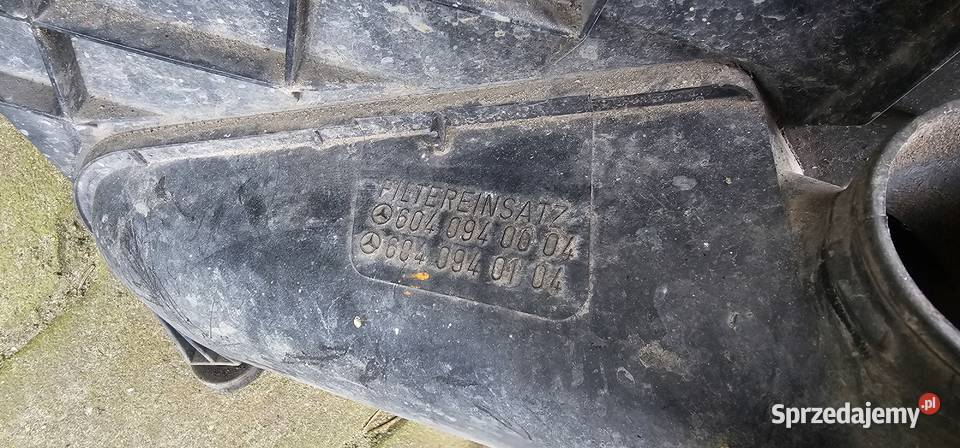 FILTEREINSATZ
604 094 00 04
604 094 01 04
Sprzedajemy.pl